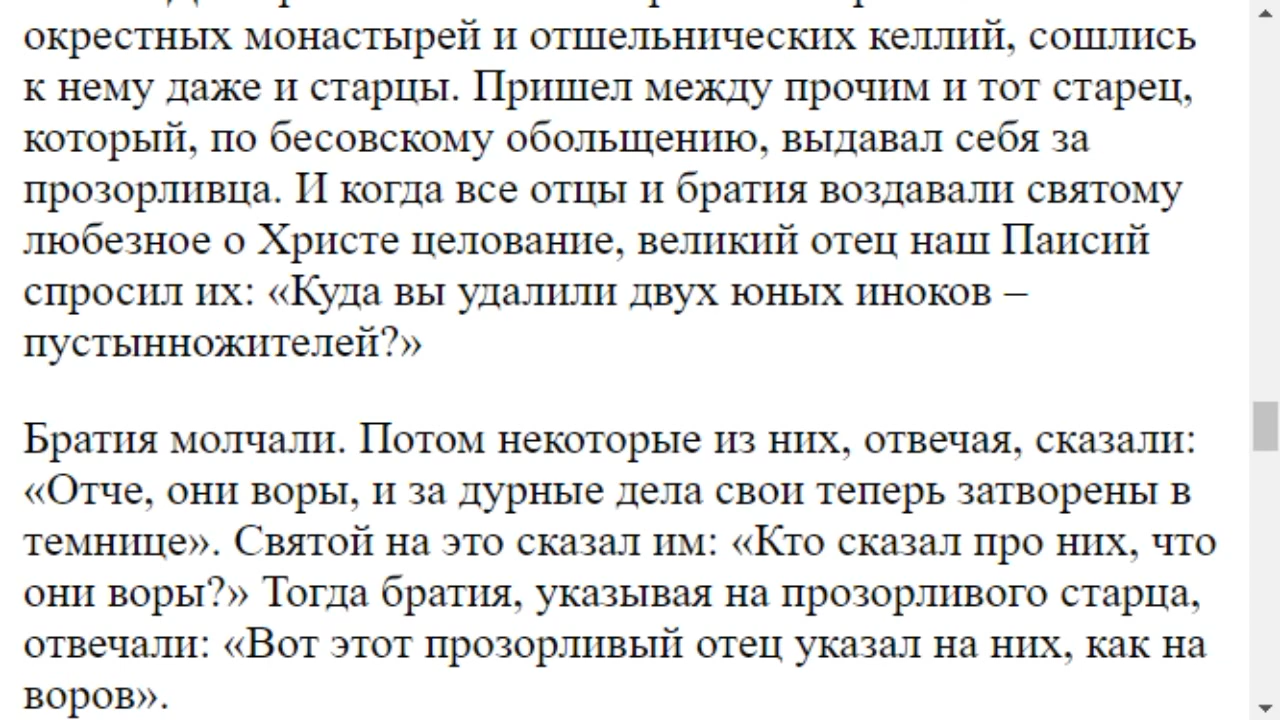 окрестных монастырей и отшельнических келлий, сошлись
к нему даже и старцы. Пришел между прочим и тот старец,
который, по бесовскому обольщению, выдавал себя за
прозорливца. И когда все отцы и братия воздавали святому
любезное о Христе целование, великий отец наш Паисий
спросил их: «Куда вы удалили двух юных иноков –
пустынножителей?»
Братия молчали. Потом некоторые из них, отвечая, сказали:
«Отче, они воры, и за дурные дела свои теперь затворены в
темнице». Святой на это сказал им: «Кто сказал про них, что
они воры?» Тогда братия, указывая на прозорливого старца,
отвечали: «Вот этот прозорливый отец указал на них, как на
воров».